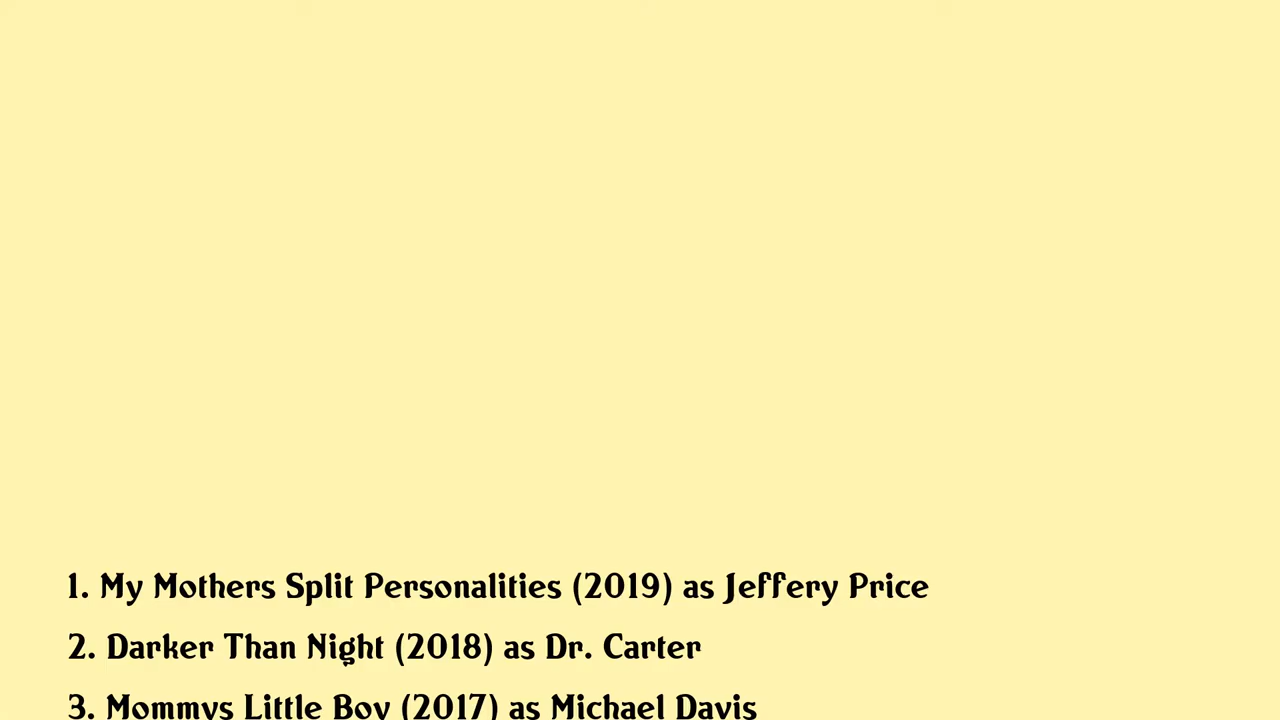 1. My Mothers Split Personalities (2019) as Jeffery Price
2. Darker Than Night (2018) as Dr. Carter
3. Mommys Little Boy (2017) as Michael Davis